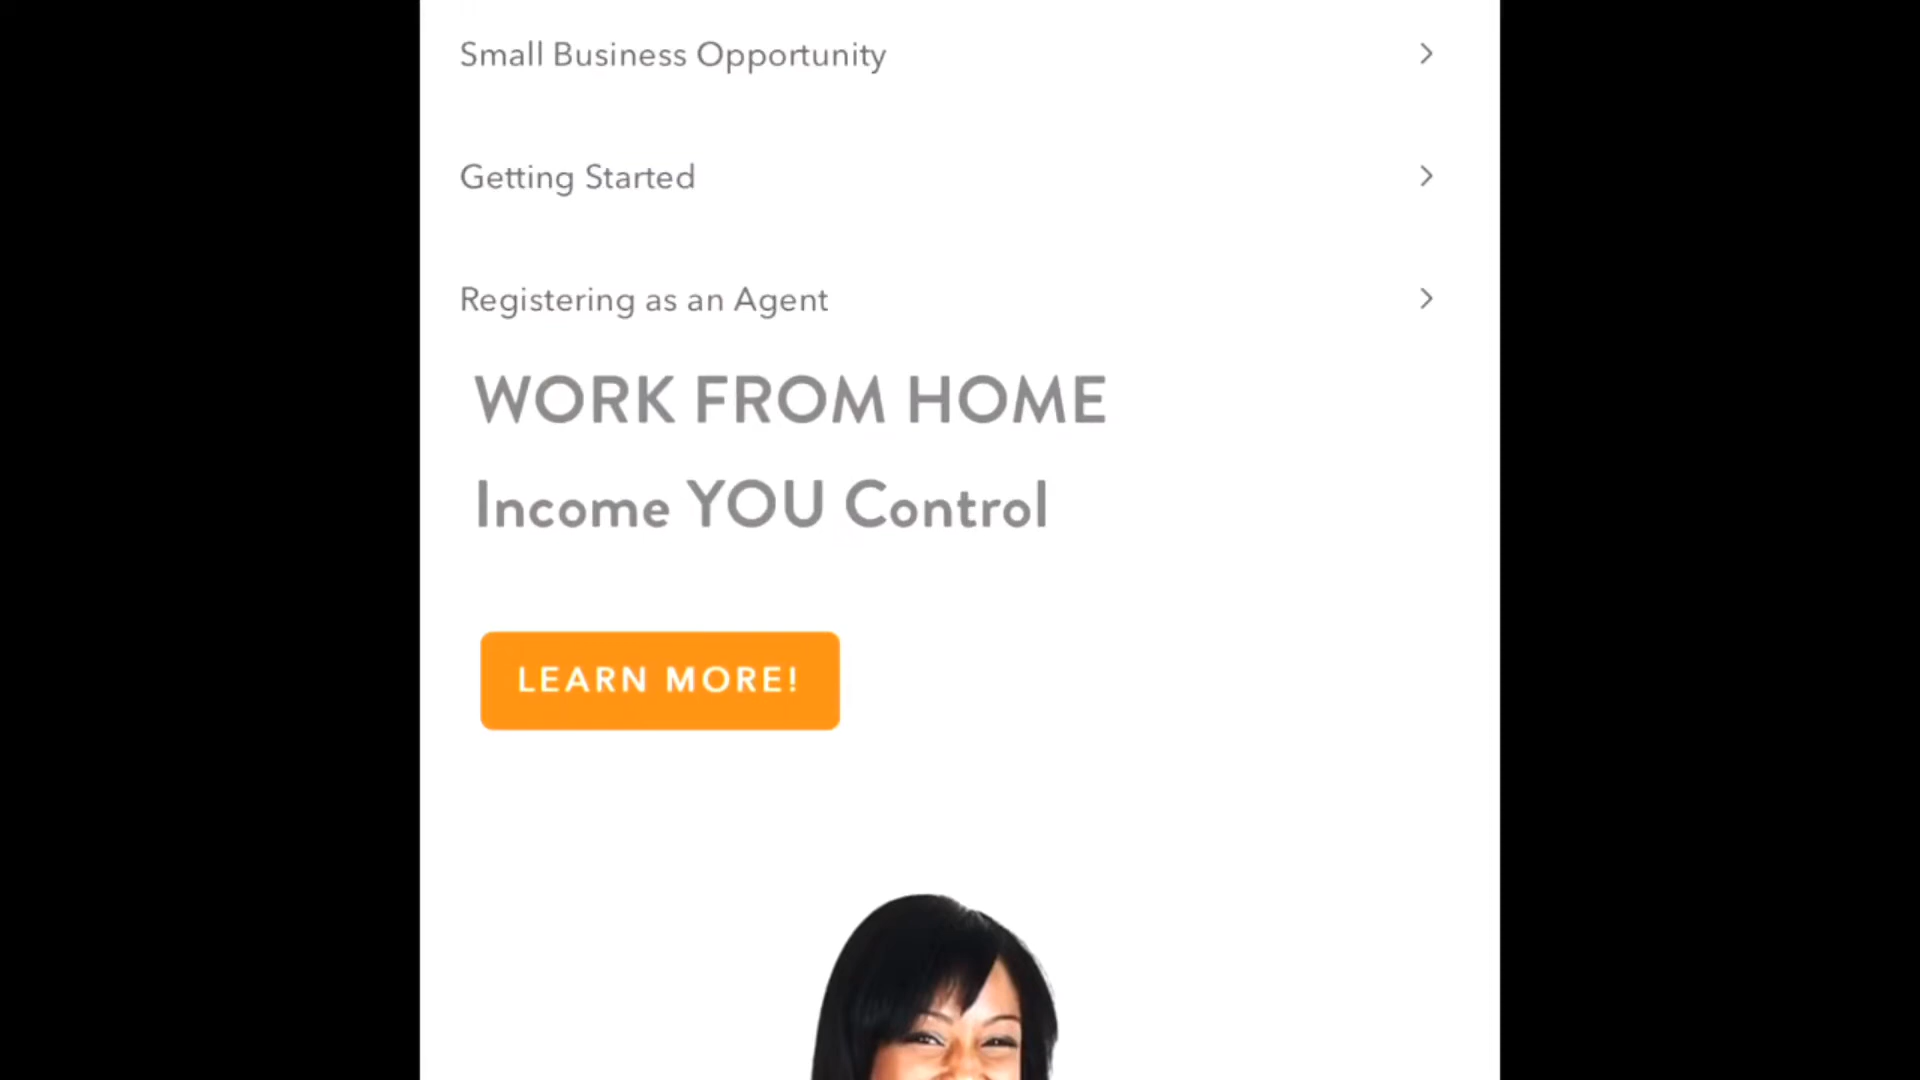 Small Business Opportunity
Getting Started
Registering as an Agent
WORK FROM HOME
Income YOU Control
LEARN MORE!